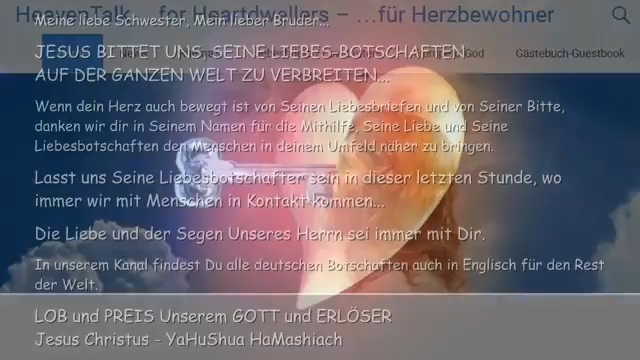 HeavenTalk... for Heartdwellers – ...für Herzbewohner
Meine liebe Schwester, Mein lieber Bruder...
JESUS BITTET UNS, SEINE LIEBES-BOTSCHAFTEN
God
Gästebuch-Guestbook
AUF DER GANZEN WELT ZU VERBREITEN...
Wenn dein Herz auch bewegt ist von Seinen Liebesbriefen und von Seiner Bitte,
danken wir dir in Seinem Namen für die Mithilfe, Seine Liebe und Seine
Liebesbotschaften den Menschen in deinem Umfeld näher zu bringen.
Lasst uns Seine Liebesbotschafter sein in dieser letzten Stunde, wo
immer wir mit Menschen in Kontakt kommen...
Die Liebe und der Segen Unseres Herrn sei immer mit Dir.
In unserem Kanal findest Du alle deutschen Botschaften auch in Englisch für den Rest
der Welt.
LOB und PREIS Unserem GOTT und ERLÖSER
Jesus Christus - YaHuShua HaMashiach